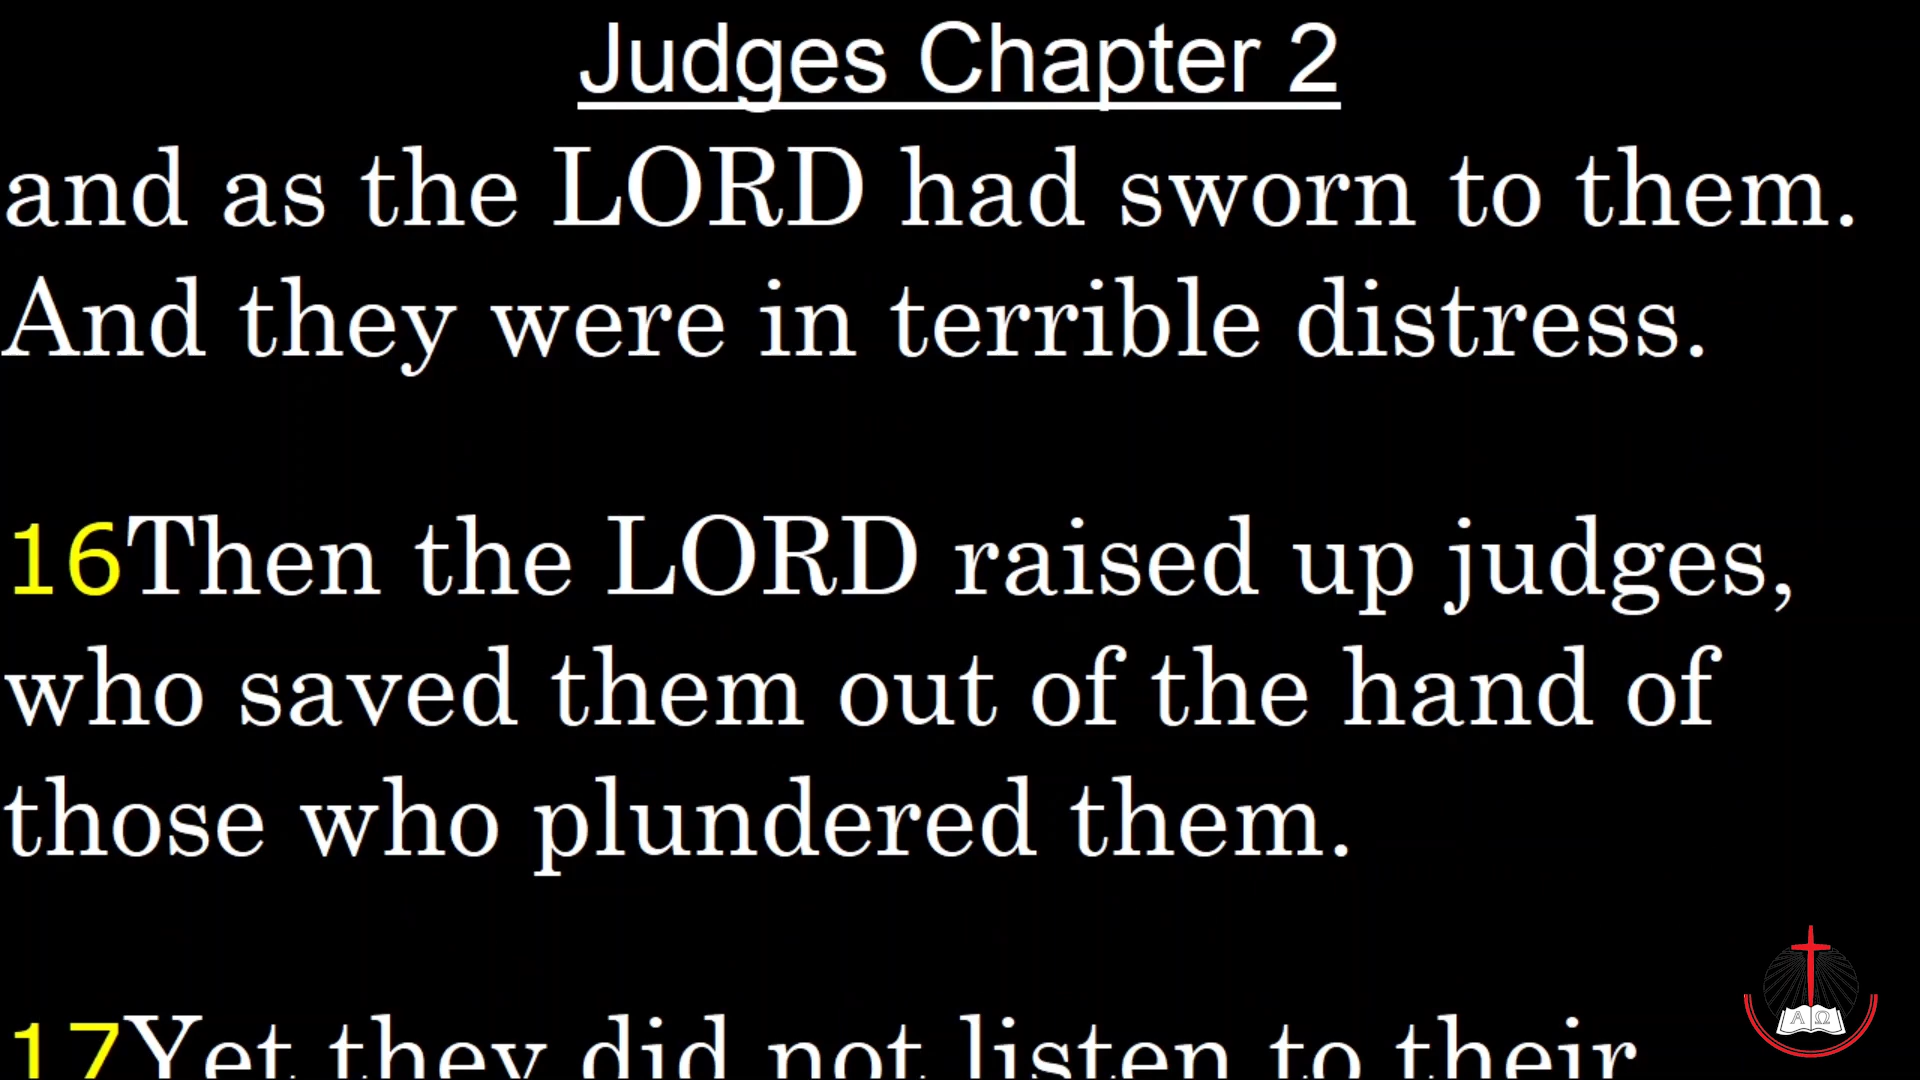 Judges Chapter 2
and as the LORD had sworn to them.
And they were in terrible distress.
16Then the LORD raised up judges,
who saved them out of the hand of
those who plundered them.
17Yet they did not listen to their
Α Ω